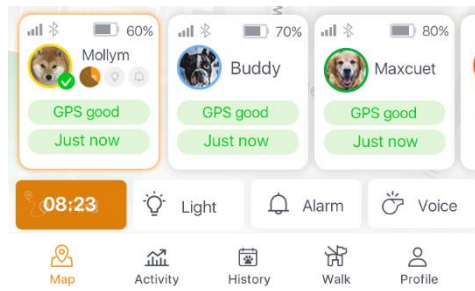 60%
Mollym
GPS good
Just now
70%
Buddy
GPS good
Just now
80%
Maxcuet
GPS good
Just now
08:23
Light
Alarm
Voice
Map
Activity
History
Walk
Profile